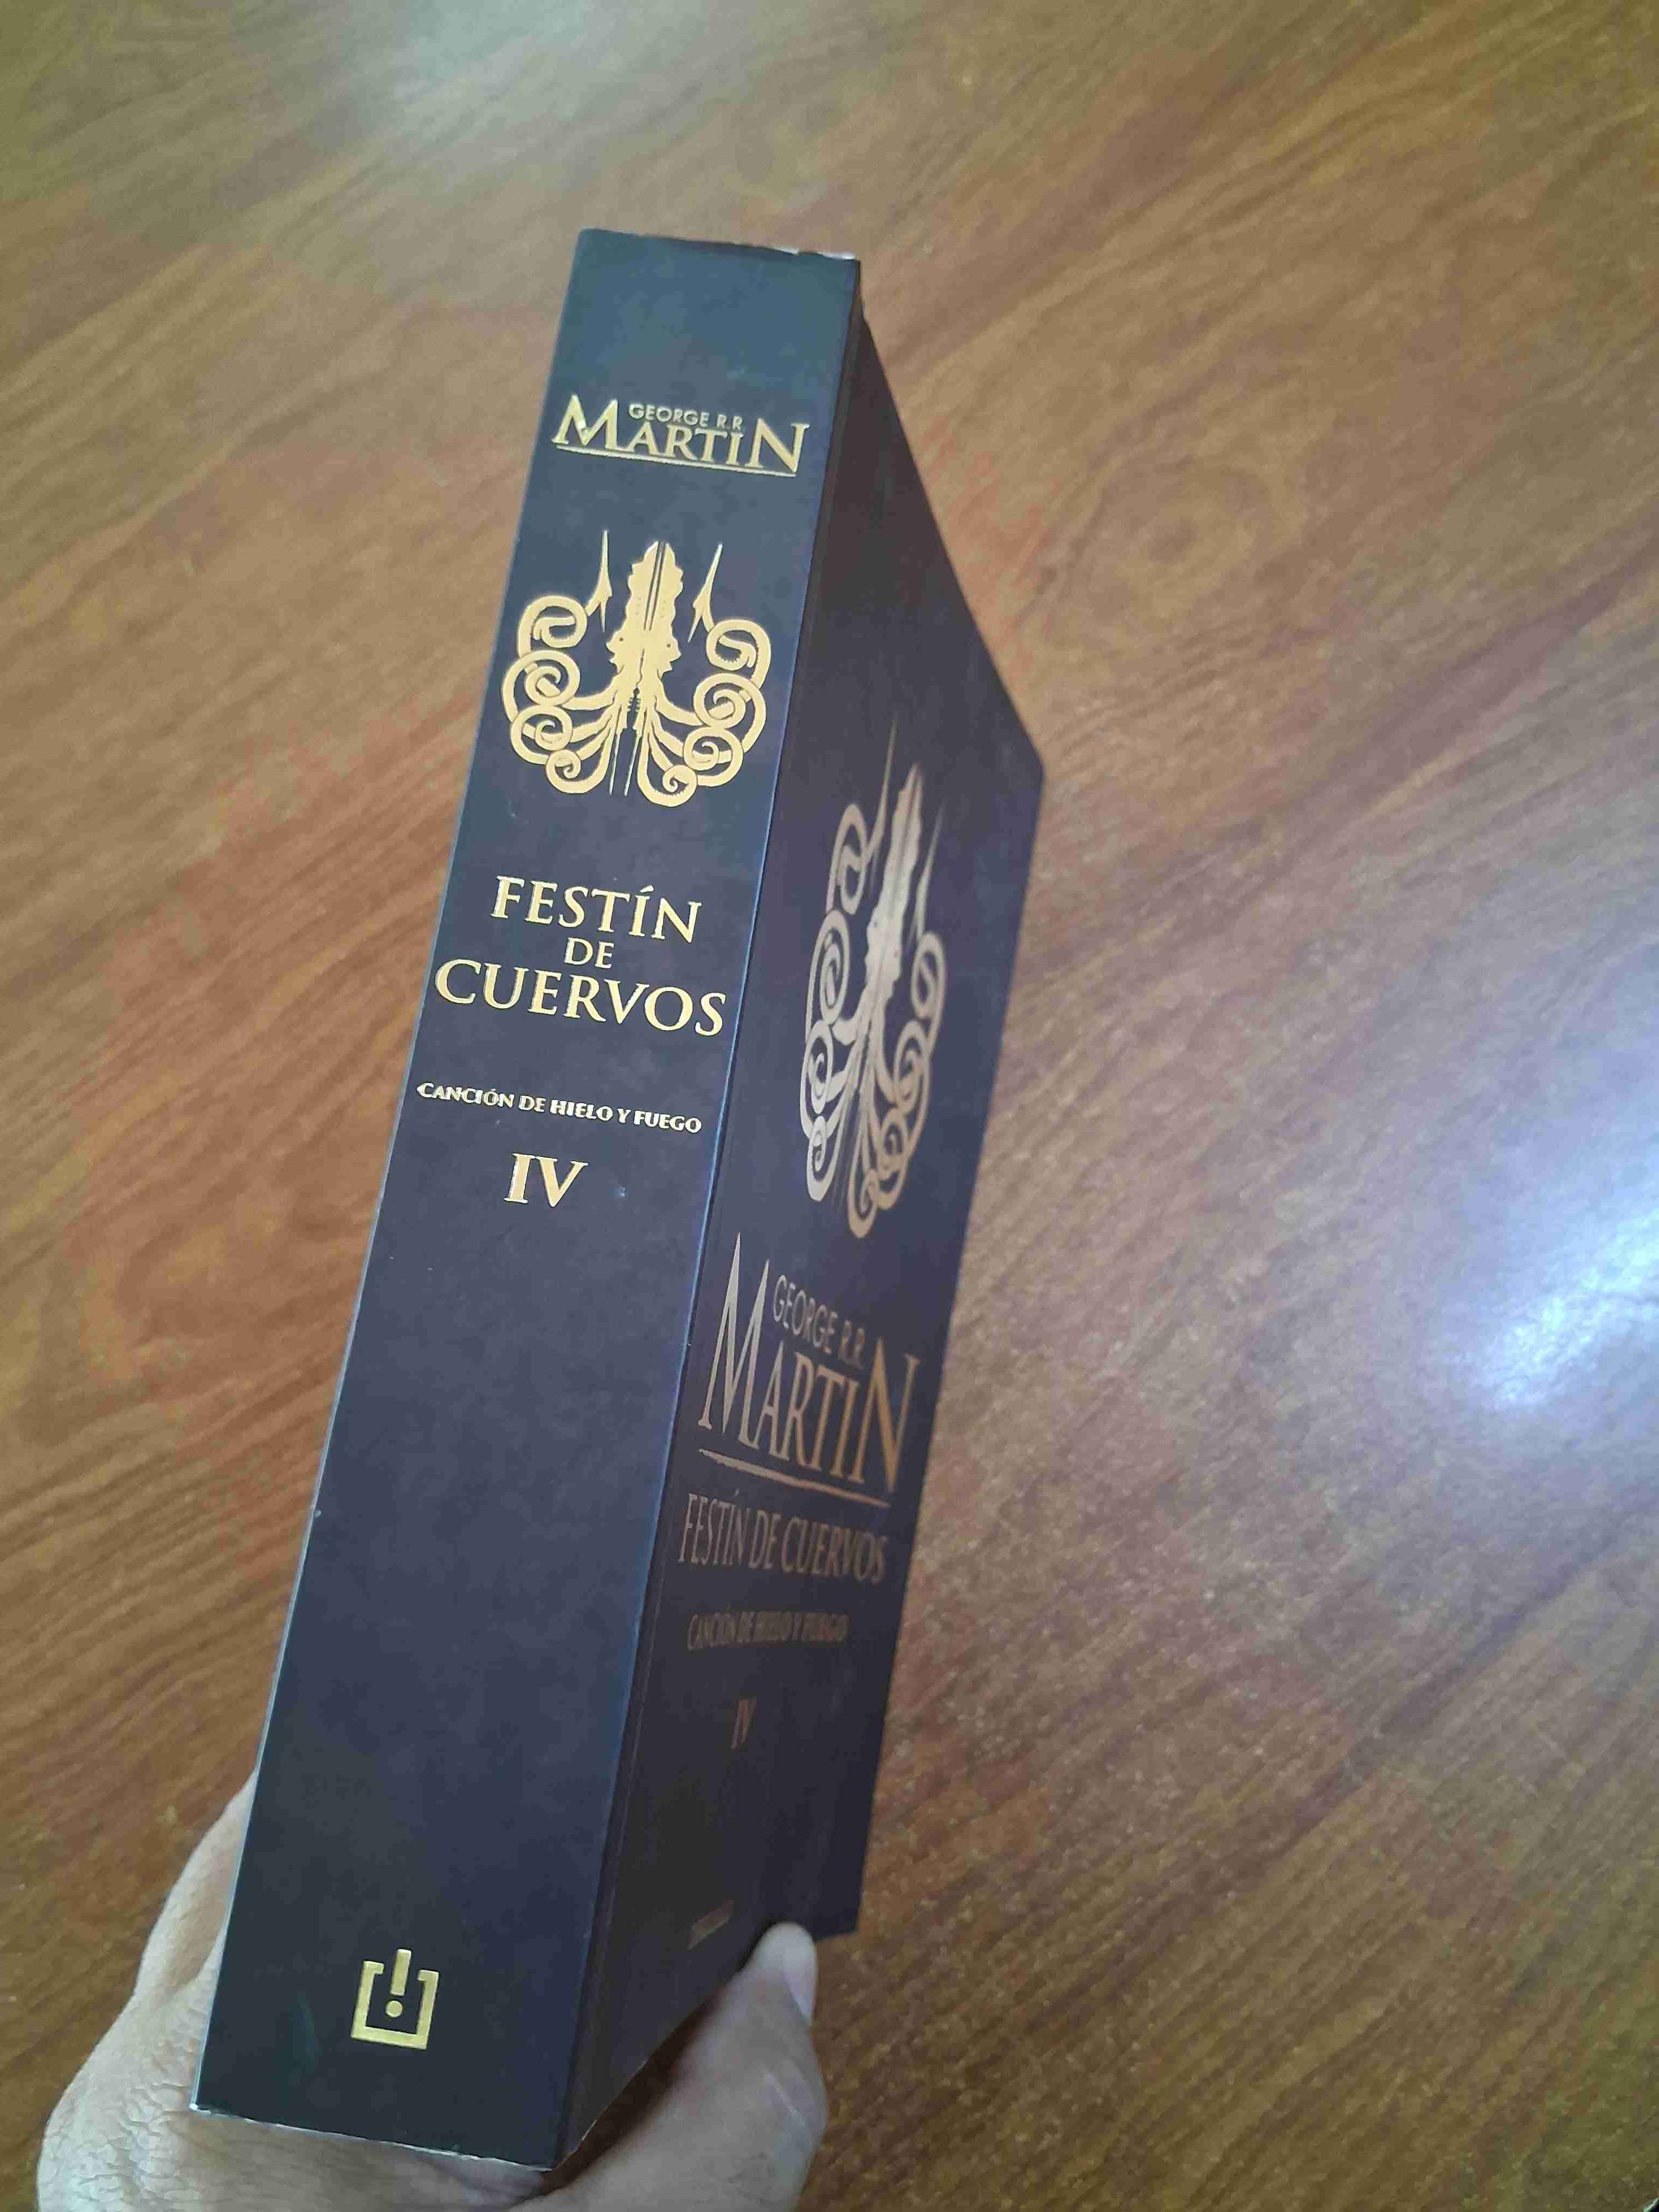 GEORGE R.R.
MARTIN
FESTÍN
DE
CUERVOS
CANCIÓN DE HIELO Y FUEGO
IV
GEORGE R.R.
MARTIN
FESTÍN DE CUERVOS
CANCIÓN DE HIELO Y FUEGO
IV